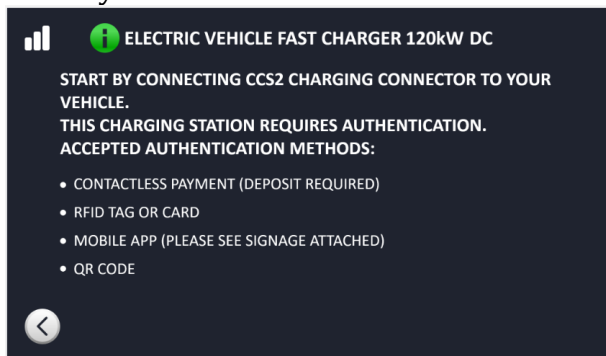 ELECTRIC VEHICLE FAST CHARGER 120kW DC
START BY CONNECTING CCS2 CHARGING CONNECTOR TO YOUR
VEHICLE.
THIS CHARGING STATION REQUIRES AUTHENTICATION.
ACCEPTED AUTHENTICATION METHODS:
• CONTACTLESS PAYMENT (DEPOSIT REQUIRED)
• RFID TAG OR CARD
• MOBILE APP (PLEASE SEE SIGNAGE ATTACHED)
• QR CODE